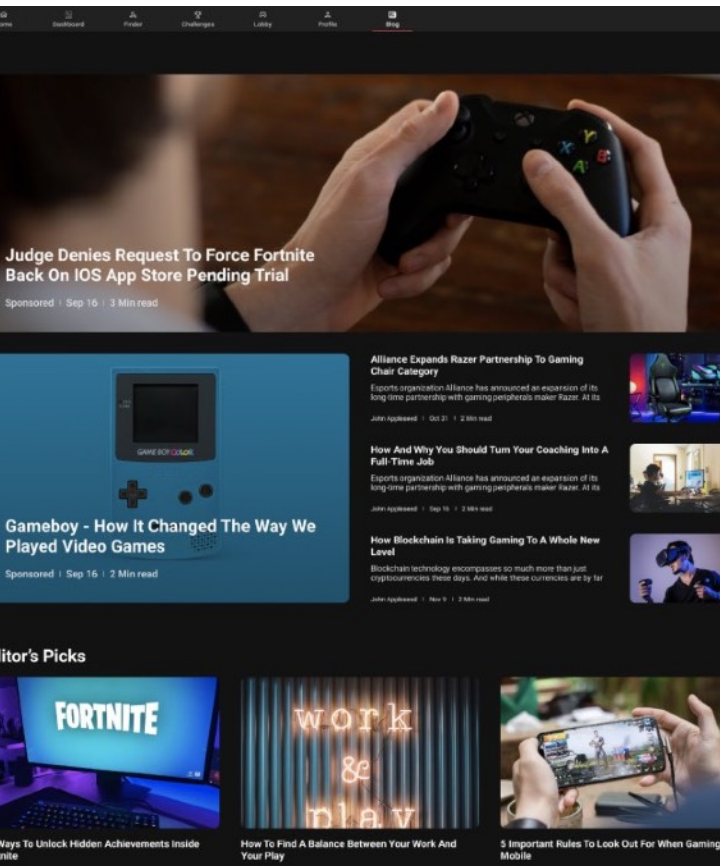 ome
Dashboard
Finder
Challenges
Lobby
Profile
Blog
Y
X
B
A
Judge Denies Request To Force Fortnite
Back On IOS App Store Pending Trial
Sponsored | Sep 16 | 3 Min read
GAME BOY COLOR
Gameboy - How It Changed The Way We
Played Video Games
Sponsored | Sep 16 | 2 Min read
Alliance Expands Razer Partnership To Gaming
Chair Category
Esports organization Alliance has announced an expansion of its
long-time partnership with gaming peripherals maker Razer. At its
John Appleseed | Oct 31 | 2 Min read
How And Why You Should Turn Your Coaching Into A
Full-Time Job
Esports organization Alliance has announced an expansion of its
long-time partnership with gaming peripherals maker Razer. At its
John Appleseed | Sep 16 | 2 Min read
How Blockchain Is Taking Gaming To A Whole New
Level
Blockchain technology encompasses so much more than just
cryptocurrencies these days. And while these currencies are by far
John Appleseed | Nov 9 | 2 Min read
litor's Picks
FORTNITE
work
&
play
Ways To Unlock Hidden Achievements Inside
nite
How To Find A Balance Between Your Work And
Your Play
5 Important Rules To Look Out For When Gaming
Mobile